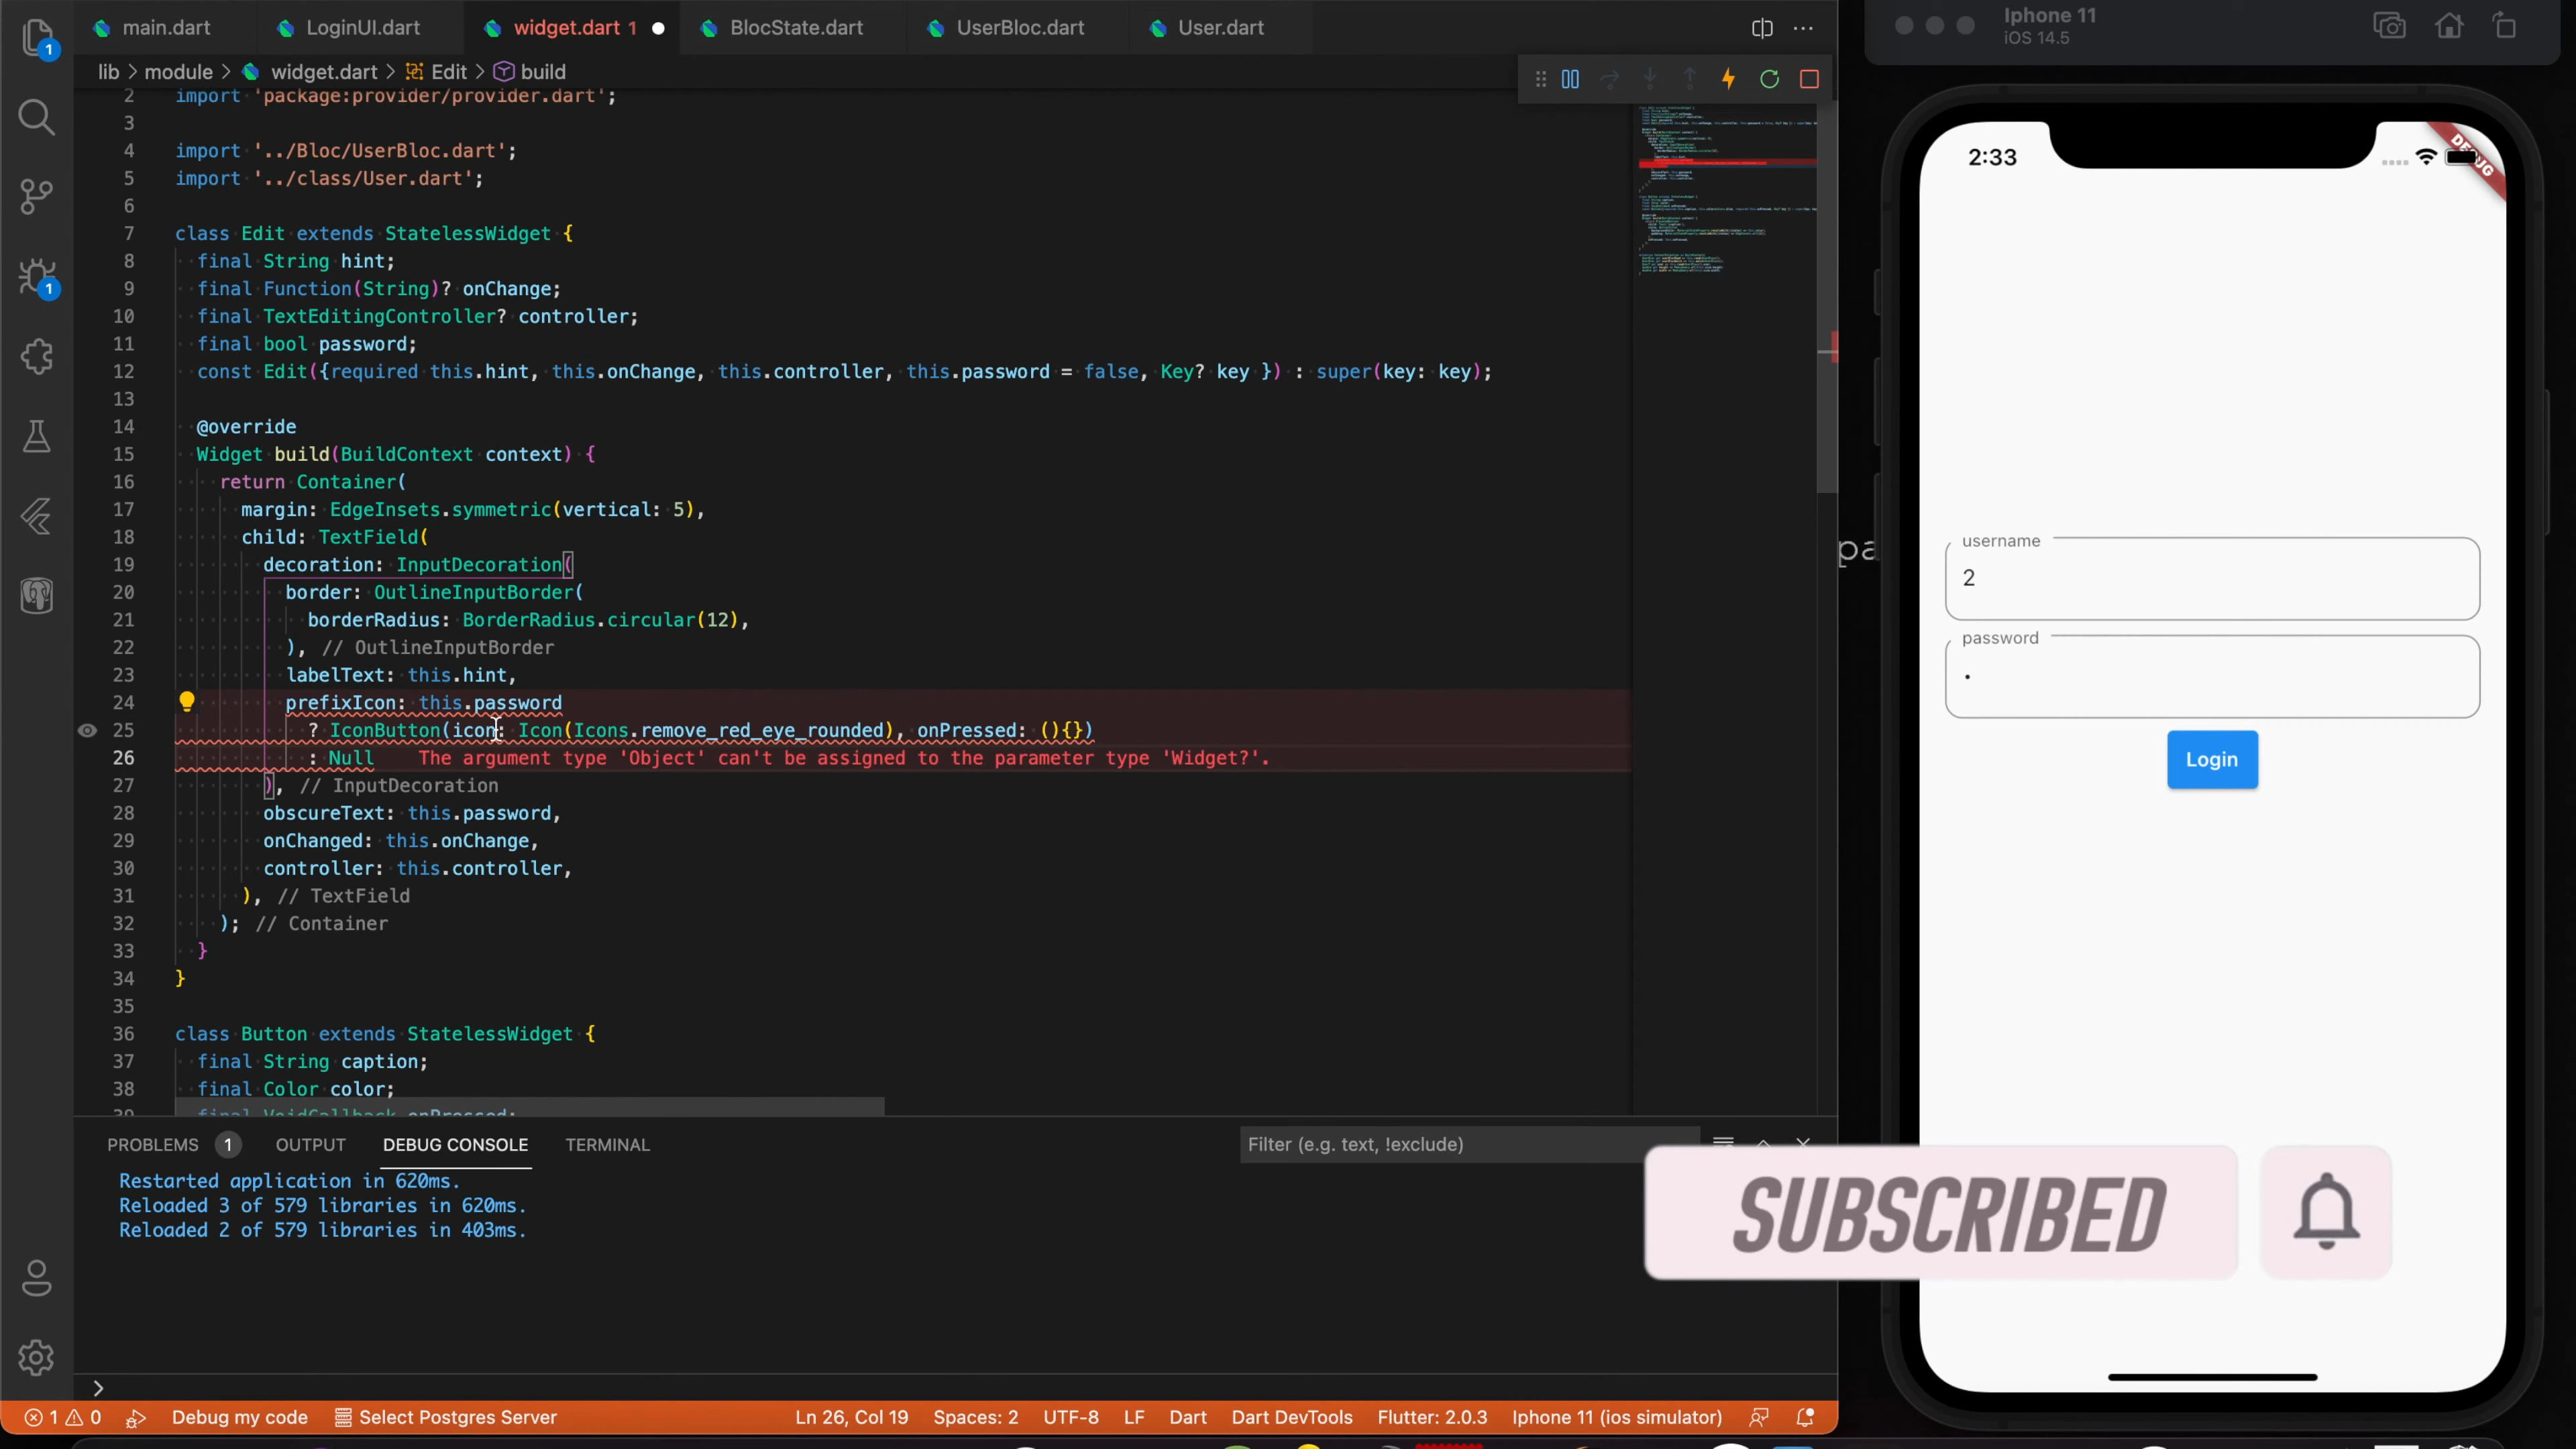 main.dart
LoginUI.dart
widget.dart 1
BlocState.dart
UserBloc.dart
User.dart
Iphone 11
iOS 14.5
lib > module > widget.dart > Edit > build
2 import 'package:provider/provider.dart';
3
4 import '../Bloc/UserBloc.dart';
5 import '../class/User.dart';
6
7 class Edit extends StatelessWidget {
8 final String hint;
9 final Function(String)? onChange;
10 final TextEditingController? controller;
11 final bool password;
12 const Edit({required this.hint, this.onChange, this.controller, this.password = false, Key? key }) : super(key: key);
13
14 @override
15 Widget build(BuildContext context) {
16 return Container(
17 margin: EdgeInsets.symmetric(vertical: 5),
18 child: TextField(
19 decoration: InputDecoration(
20 border: OutlineInputBorder(
21 borderRadius: BorderRadius.circular(12),
22 ), // OutlineInputBorder
23 labelText: this.hint,
24 prefixIcon: this.password
25 ? IconButton(icon: Icon(Icons.remove_red_eye_rounded), onPressed: (){})
26 : Null The argument type 'Object' can't be assigned to the parameter type 'Widget?'.
27 ), // InputDecoration
28 obscureText: this.password,
29 onChanged: this.onChange,
30 controller: this.controller,
31 ), // TextField
32 ); // Container
33 }
34 }
35
36 class Button extends StatelessWidget {
37 final String caption;
38 final Color color;
39 final VoidCallback onPressed;
1
1
PROBLEMS 1 OUTPUT DEBUG CONSOLE TERMINAL
Filter (e.g. text, !exclude)
Restarted application in 620ms.
Reloaded 3 of 579 libraries in 620ms.
Reloaded 2 of 579 libraries in 403ms.
>
1 0 Debug my code Select Postgres Server Ln 26, Col 19 Spaces: 2 UTF-8 LF Dart Dart DevTools Flutter: 2.0.3 Iphone 11 (ios simulator)
pa
2:33
DEBUG
username
2
password
Login
SUBSCRIBED